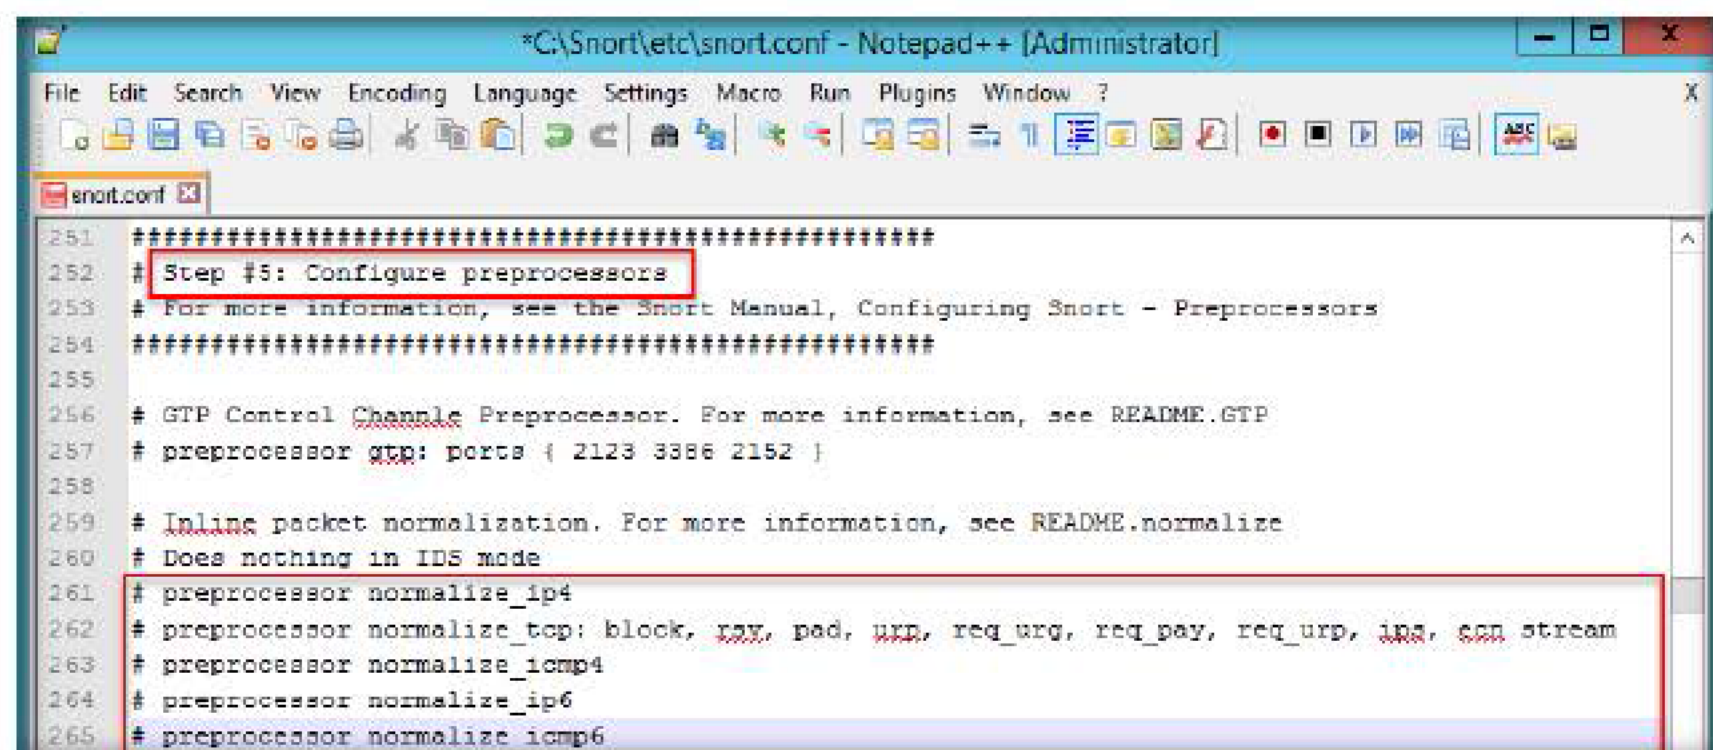 *C:\Snort\etc\snort.conf - Notepad++ [Administrator]
File Edit Search View Encoding Language Settings Macro Run Plugins Window ? X
ABC
snort.conf
251 ###################################################
252 # Step #5: Configure preprocessors
253 # For more information, see the Snort Manual, Configuring Snort - Preprocessors
254 ###################################################
255
256 # GTP Control Channle Preprocessor. For more information, see README.GTP
257 # preprocessor gtp: ports { 2123 3386 2152 }
258
259 # Inline packet normalization. For more information, see README.normalize
260 # Does nothing in IDS mode
261 # preprocessor normalize_ip4
262 # preprocessor normalize_tcp: block, rsv, pad, urp, req_urg, req_pay, req_urp, ips, ecn stream
263 # preprocessor normalize_icmp4
264 # preprocessor normalize_ip6
265 # preprocessor normalize_icmp6